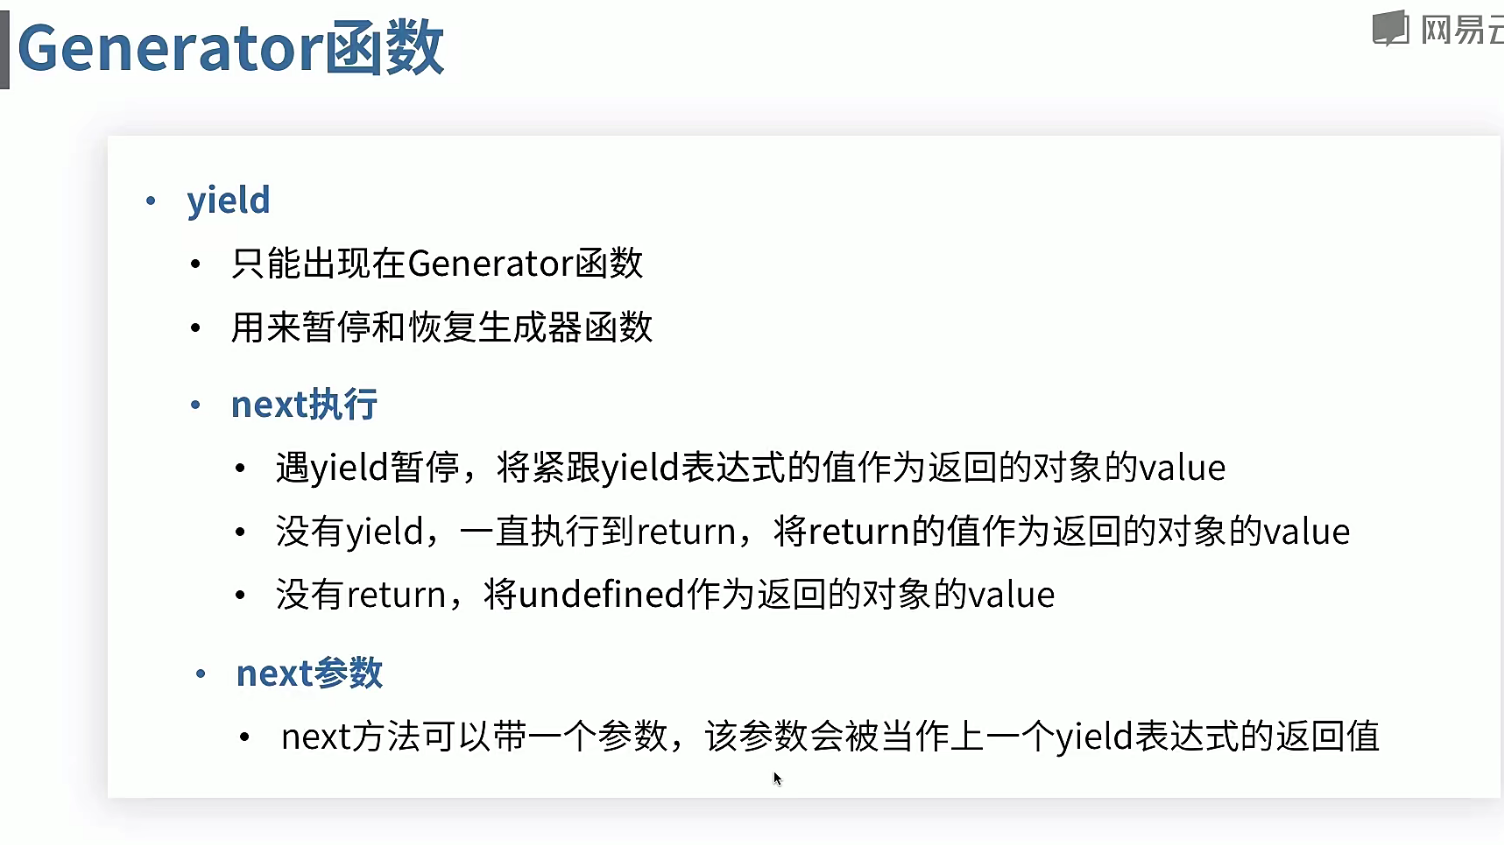 Generator函数
网易云
• yield
• 只能出现在Generator函数
• 用来暂停和恢复生成器函数
• next执行
• 遇yield暂停，将紧跟yield表达式的值作为返回的对象的value
• 没有yield，一直执行到return，将return的值作为返回的对象的value
• 没有return，将undefined作为返回的对象的value
• next参数
• next方法可以带一个参数，该参数会被当作上一个yield表达式的返回值